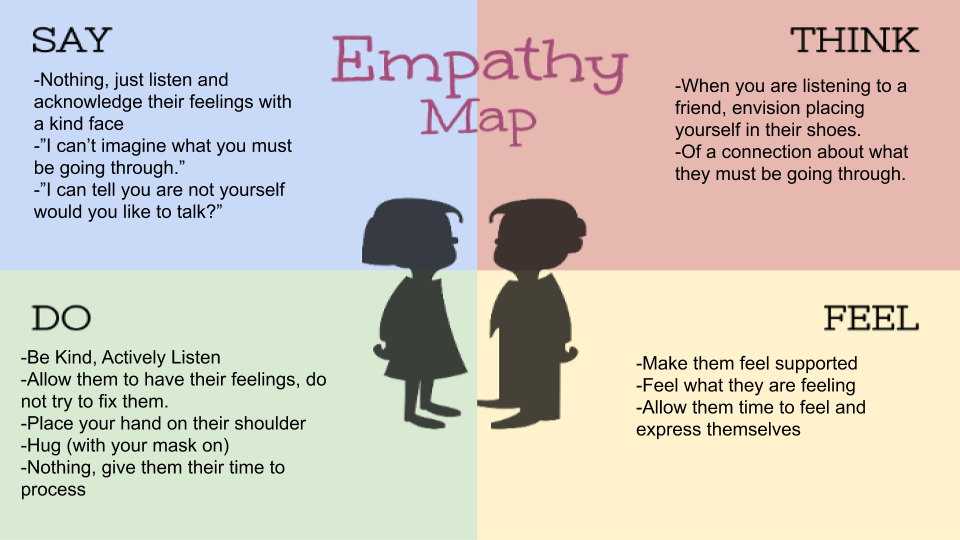 Empathy
Map
SAY
-Nothing, just listen and
acknowledge their feelings with
a kind face
-”I can’t imagine what you must
be going through.”
-”I can tell you are not yourself
would you like to talk?”
THINK
-When you are listening to a
friend, envision placing
yourself in their shoes.
-Of a connection about what
they must be going through.
DO
-Be Kind, Actively Listen
-Allow them to have their feelings, do
not try to fix them.
-Place your hand on their shoulder
-Hug (with your mask on)
-Nothing, give them their time to
process
FEEL
-Make them feel supported
-Feel what they are feeling
-Allow them time to feel and
express themselves